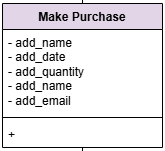 Make Purchase
- add_name
- add_date
- add_quantity
- add_name
- add_email
+